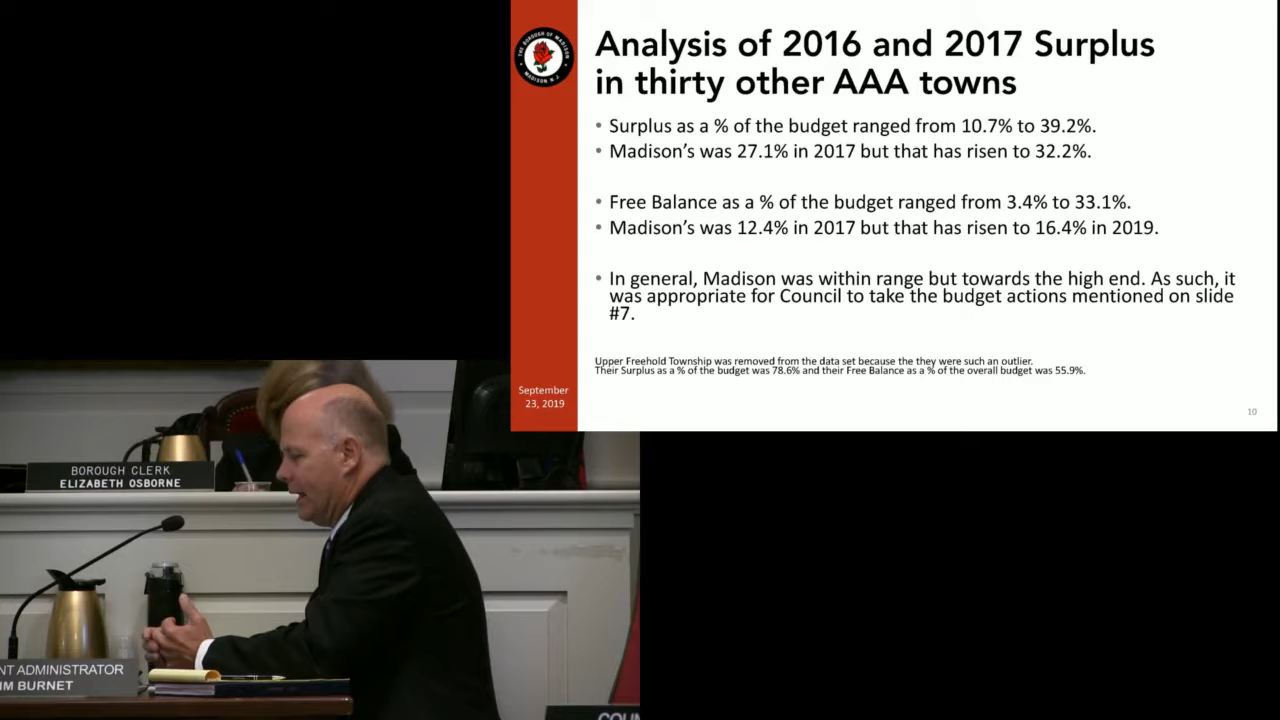 Analysis of 2016 and 2017 Surplus
in thirty other AAA towns
• Surplus as a % of the budget ranged from 10.7% to 39.2%.
• Madison's was 27.1% in 2017 but that has risen to 32.2%.
• Free Balance as a % of the budget ranged from 3.4% to 33.1%.
• Madison's was 12.4% in 2017 but that has risen to 16.4% in 2019.
• In general, Madison was within range but towards the high end. As such, it
was appropriate for Council to take the budget actions mentioned on slide
#7.
Upper Freehold Township was removed from the data set because the they were such an outlier.
Their Surplus as a % of the budget was 78.6% and their Free Balance as a % of the overall budget was 55.9%.
September
23, 2019
10
THE BOROUGH OF MADISON
MADISON N.J.
BOROUGH CLERK
ELIZABETH OSBORNE
NT ADMINISTRATOR
IM BURNET
COUN